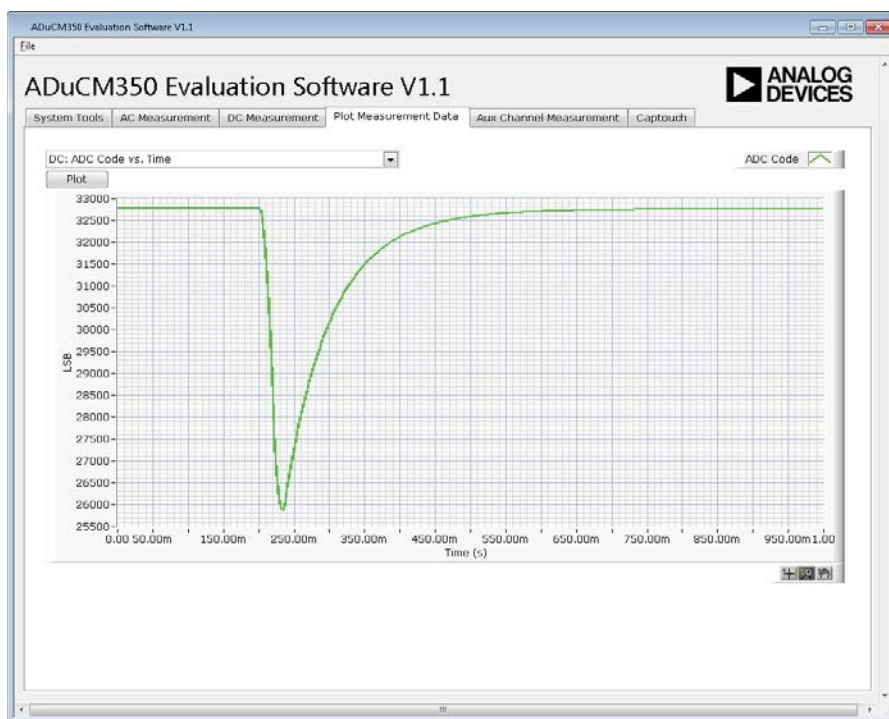 ADuCM350 Evaluation Software V1.1
File
ADuCM350 Evaluation Software V1.1
ANALOG
DEVICES
System Tools AC Measurement DC Measurement Plot Measurement Data Aux Channel Measurement Captouch
DC: ADC Code vs. Time
ADC Code
Plot
33000
32500
32000
31500
31000
30500
30000
29500
29000
28500
28000
27500
27000
26500
26000
25500
LSB
0.00 50.00m 150.00m 250.00m 350.00m 450.00m 550.00m 650.00m 750.00m 850.00m 950.00m 1.00
Time (s)